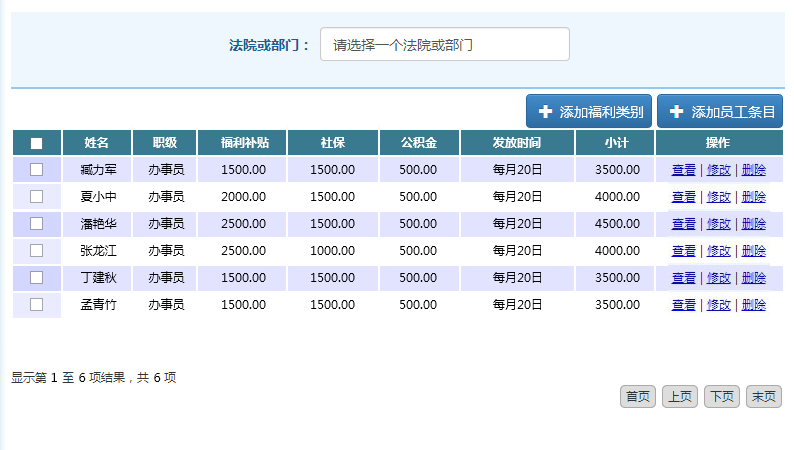 法院或部门： 请选择一个法院或部门
添加福利类别 添加员工条目
姓名 职级 福利补贴 社保 公积金 发放时间 小计 操作
臧力军 办事员 1500.00 1500.00 500.00 每月20日 3500.00 查看 | 修改 | 删除
夏小中 办事员 2000.00 1500.00 500.00 每月20日 4000.00 查看 | 修改 | 删除
潘艳华 办事员 2500.00 1500.00 500.00 每月20日 4500.00 查看 | 修改 | 删除
张龙江 办事员 2500.00 1000.00 500.00 每月20日 4000.00 查看 | 修改 | 删除
丁建秋 办事员 1500.00 1500.00 500.00 每月20日 3500.00 查看 | 修改 | 删除
孟青竹 办事员 1500.00 1500.00 500.00 每月20日 3500.00 查看 | 修改 | 删除
显示第 1 至 6 项结果，共 6 项
首页 上页 下页 末页